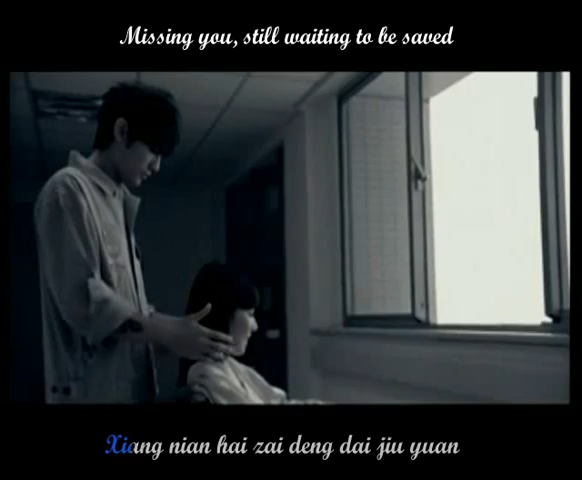 Missing you, still waiting to be saved
Xiang nian hai zai deng dai jiu yuan